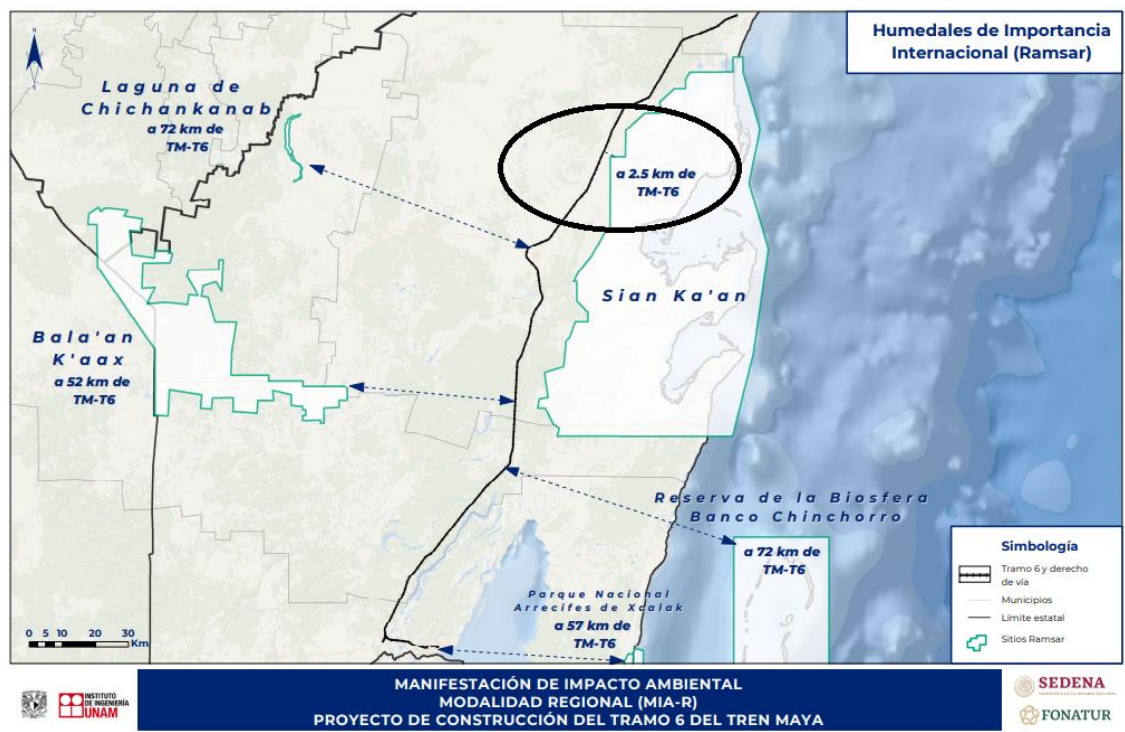 Humedales de Importancia
Internacional (Ramsar)
N
Laguna de
Chichankanab
a 72 km de
TM-T6
a 2.5 km de
TM-T6
Sian Ka'an
Bala'an
K'aax
a 52 km de
TM-T6
Reserva de la Biosfera
Banco Chinchorro
a 72 km de
TM-T6
Parque Nacional
Arrecifes de Xcalak
a 57 km de
TM-T6
Simbología
Tramo 6 y derecho
de vía
Municipios
Límite estatal
Sitios Ramsar
0 5 10 20 30
Km
INSTITUTO
DE INGENIERÍA
UNAM
MANIFESTACIÓN DE IMPACTO AMBIENTAL
MODALIDAD REGIONAL (MIA-R)
PROYECTO DE CONSTRUCCIÓN DEL TRAMO 6 DEL TREN MAYA
SEDENA
FONATUR